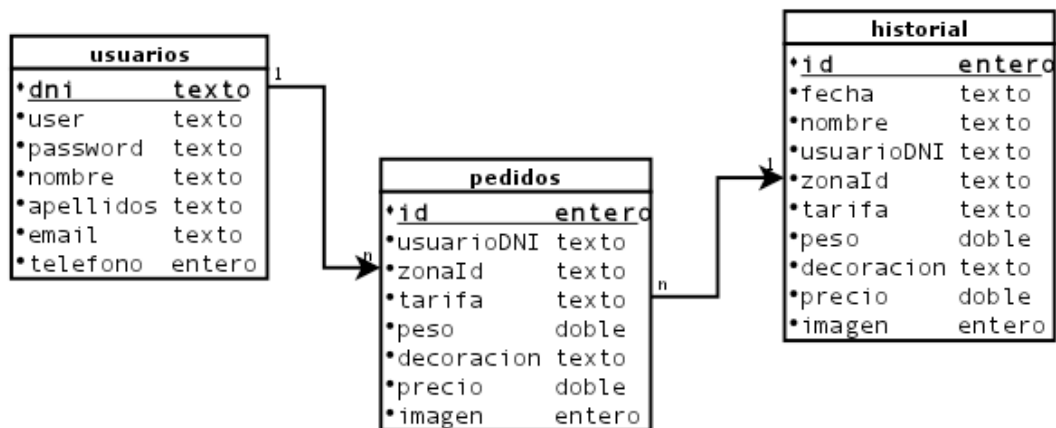 usuarios
dni texto
user texto
password texto
nombre texto
apellidos texto
email texto
telefono entero
1
n
pedidos
id entero
usuarioDNI texto
zonaId texto
tarifa texto
peso doble
decoracion texto
precio doble
imagen entero
n
1
historial
id entero
fecha texto
nombre texto
usuarioDNI texto
zonaId texto
tarifa texto
peso doble
decoracion texto
precio doble
imagen entero